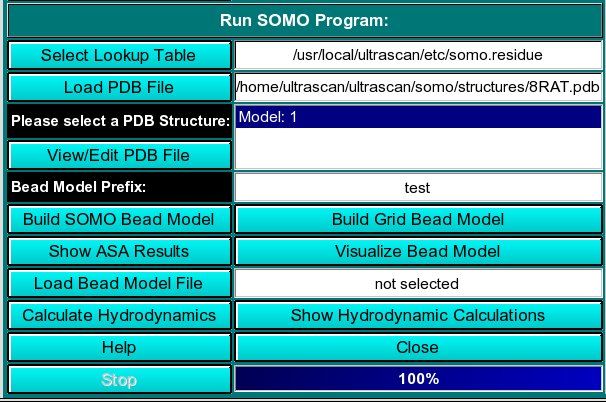 Run SOMO Program:
Select Lookup Table /usr/local/ultrascan/etc/somo.residue
Load PDB File /home/ultrascan/ultrascan/somo/structures/8RAT.pdb
Please select a PDB Structure: Model: 1
View/Edit PDB File
Bead Model Prefix: test
Build SOMO Bead Model Build Grid Bead Model
Show ASA Results Visualize Bead Model
Load Bead Model File not selected
Calculate Hydrodynamics Show Hydrodynamic Calculations
Help Close
Stop 100%